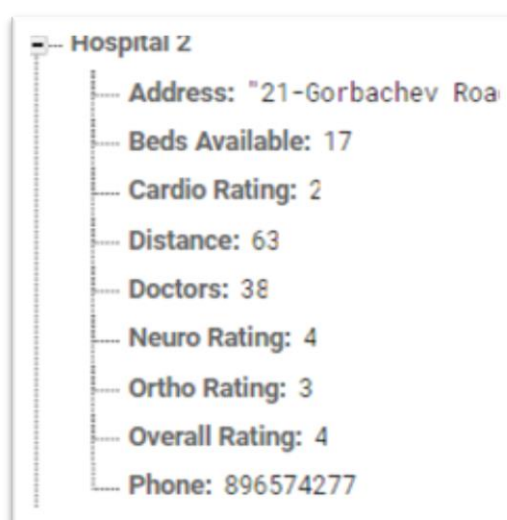 Hospital 2
Address: "21-Gorbachev Roa
Beds Available: 17
Cardio Rating: 2
Distance: 63
Doctors: 38
Neuro Rating: 4
Ortho Rating: 3
Overall Rating: 4
Phone: 896574277